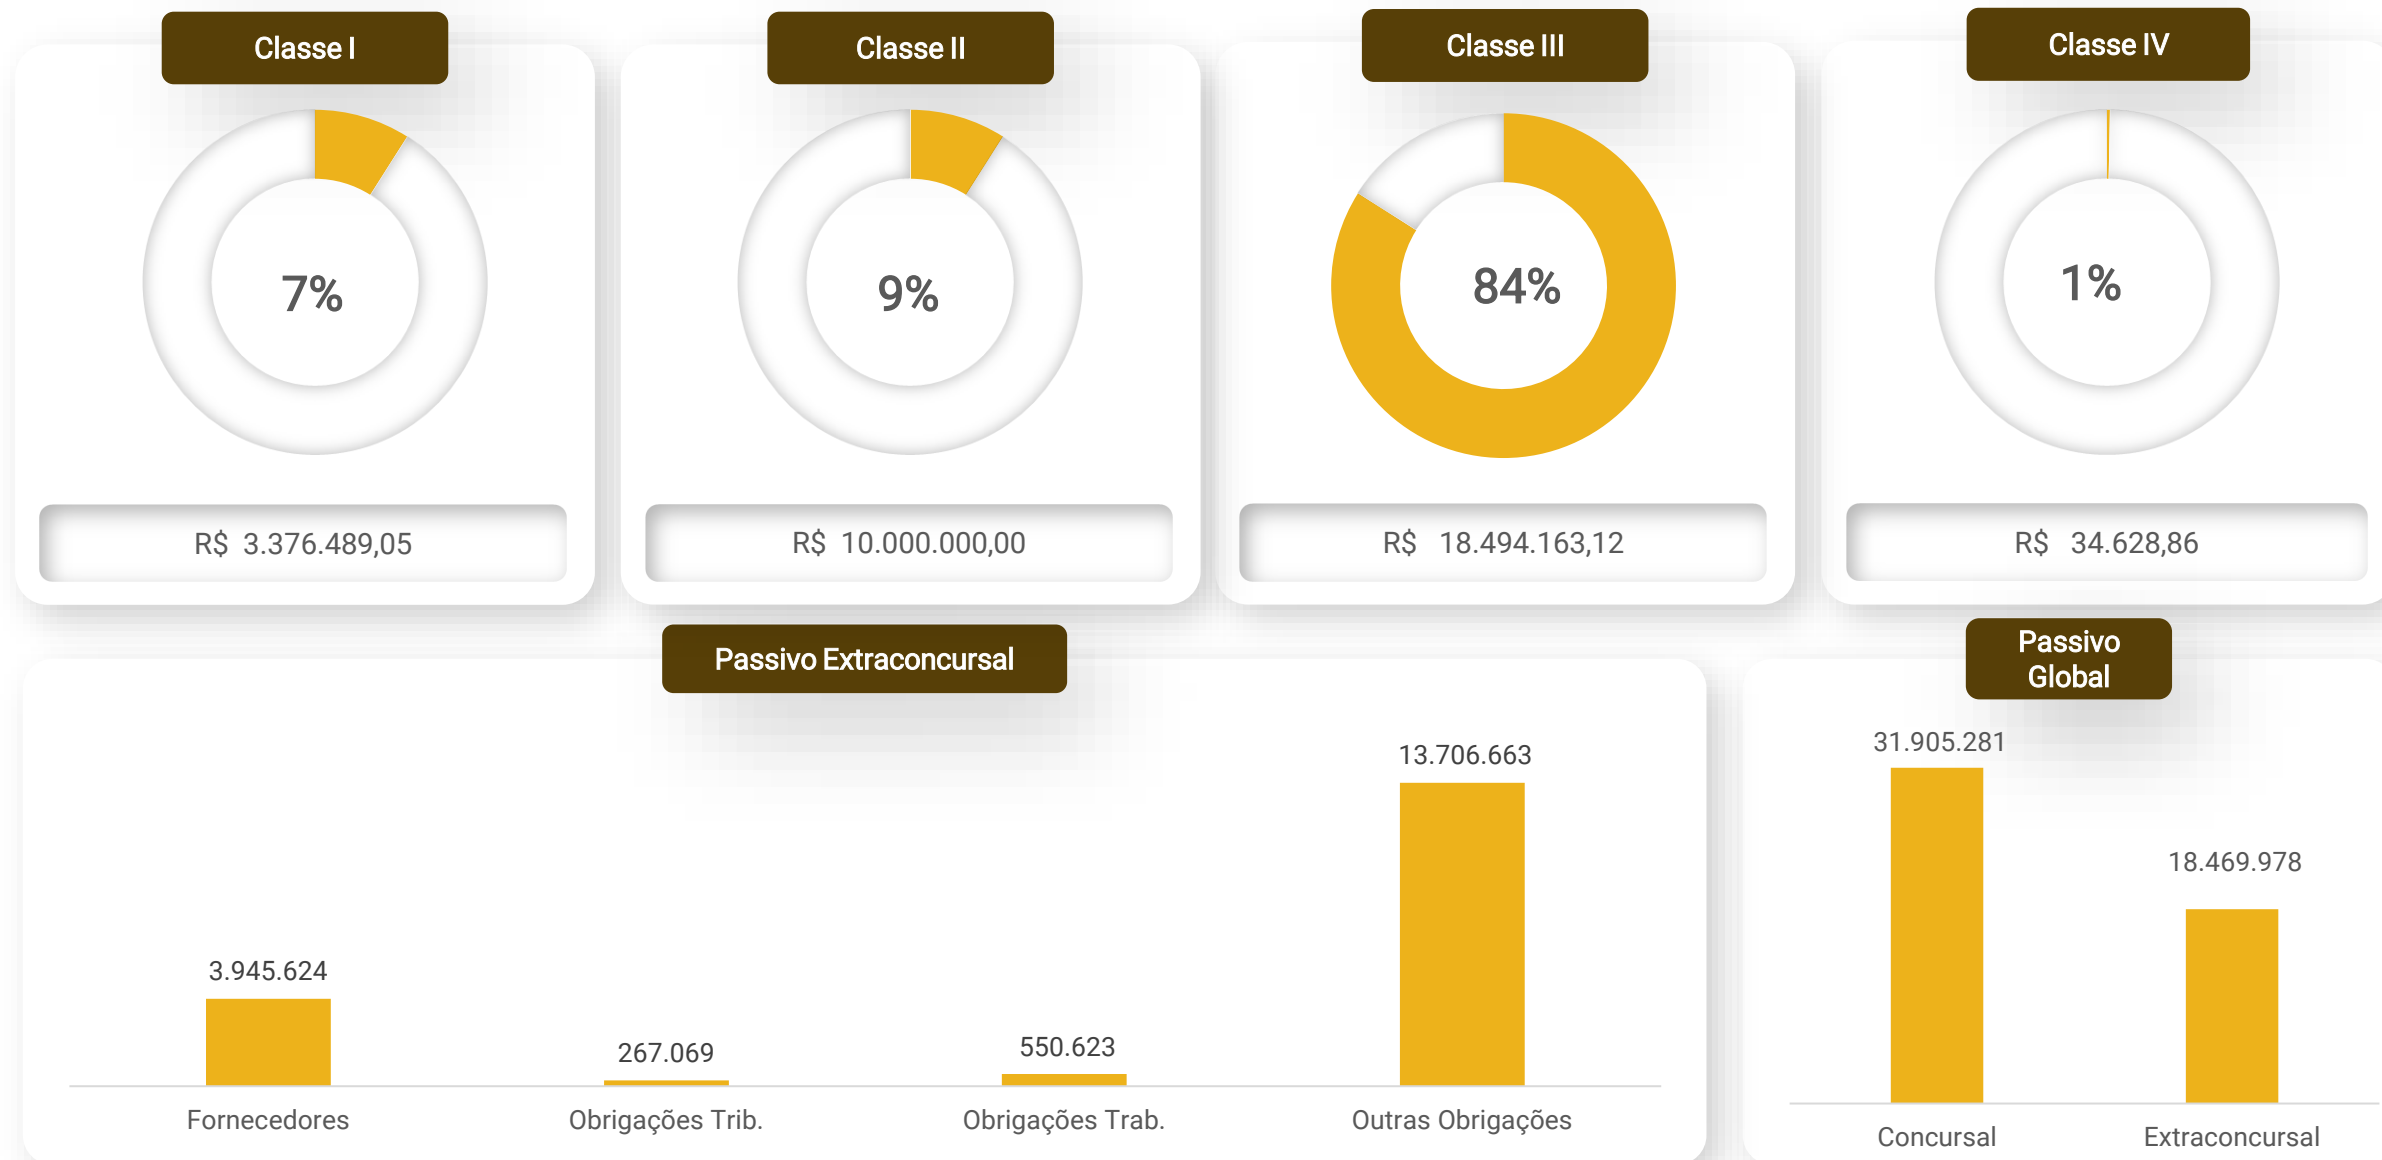 Classe I
7%
R$ 3.376.489,05
Classe II
9%
R$ 10.000.000,00
Classe III
84%
R$ 18.494.163,12
Classe IV
1%
R$ 34.628,86
Passivo Extraconcursal
3.945.624
267.069
550.623
13.706.663
Fornecedores
Obrigações Trib.
Obrigações Trab.
Outras Obrigações
Passivo
Global
31.905.281
18.469.978
Concursal
Extraconcursal